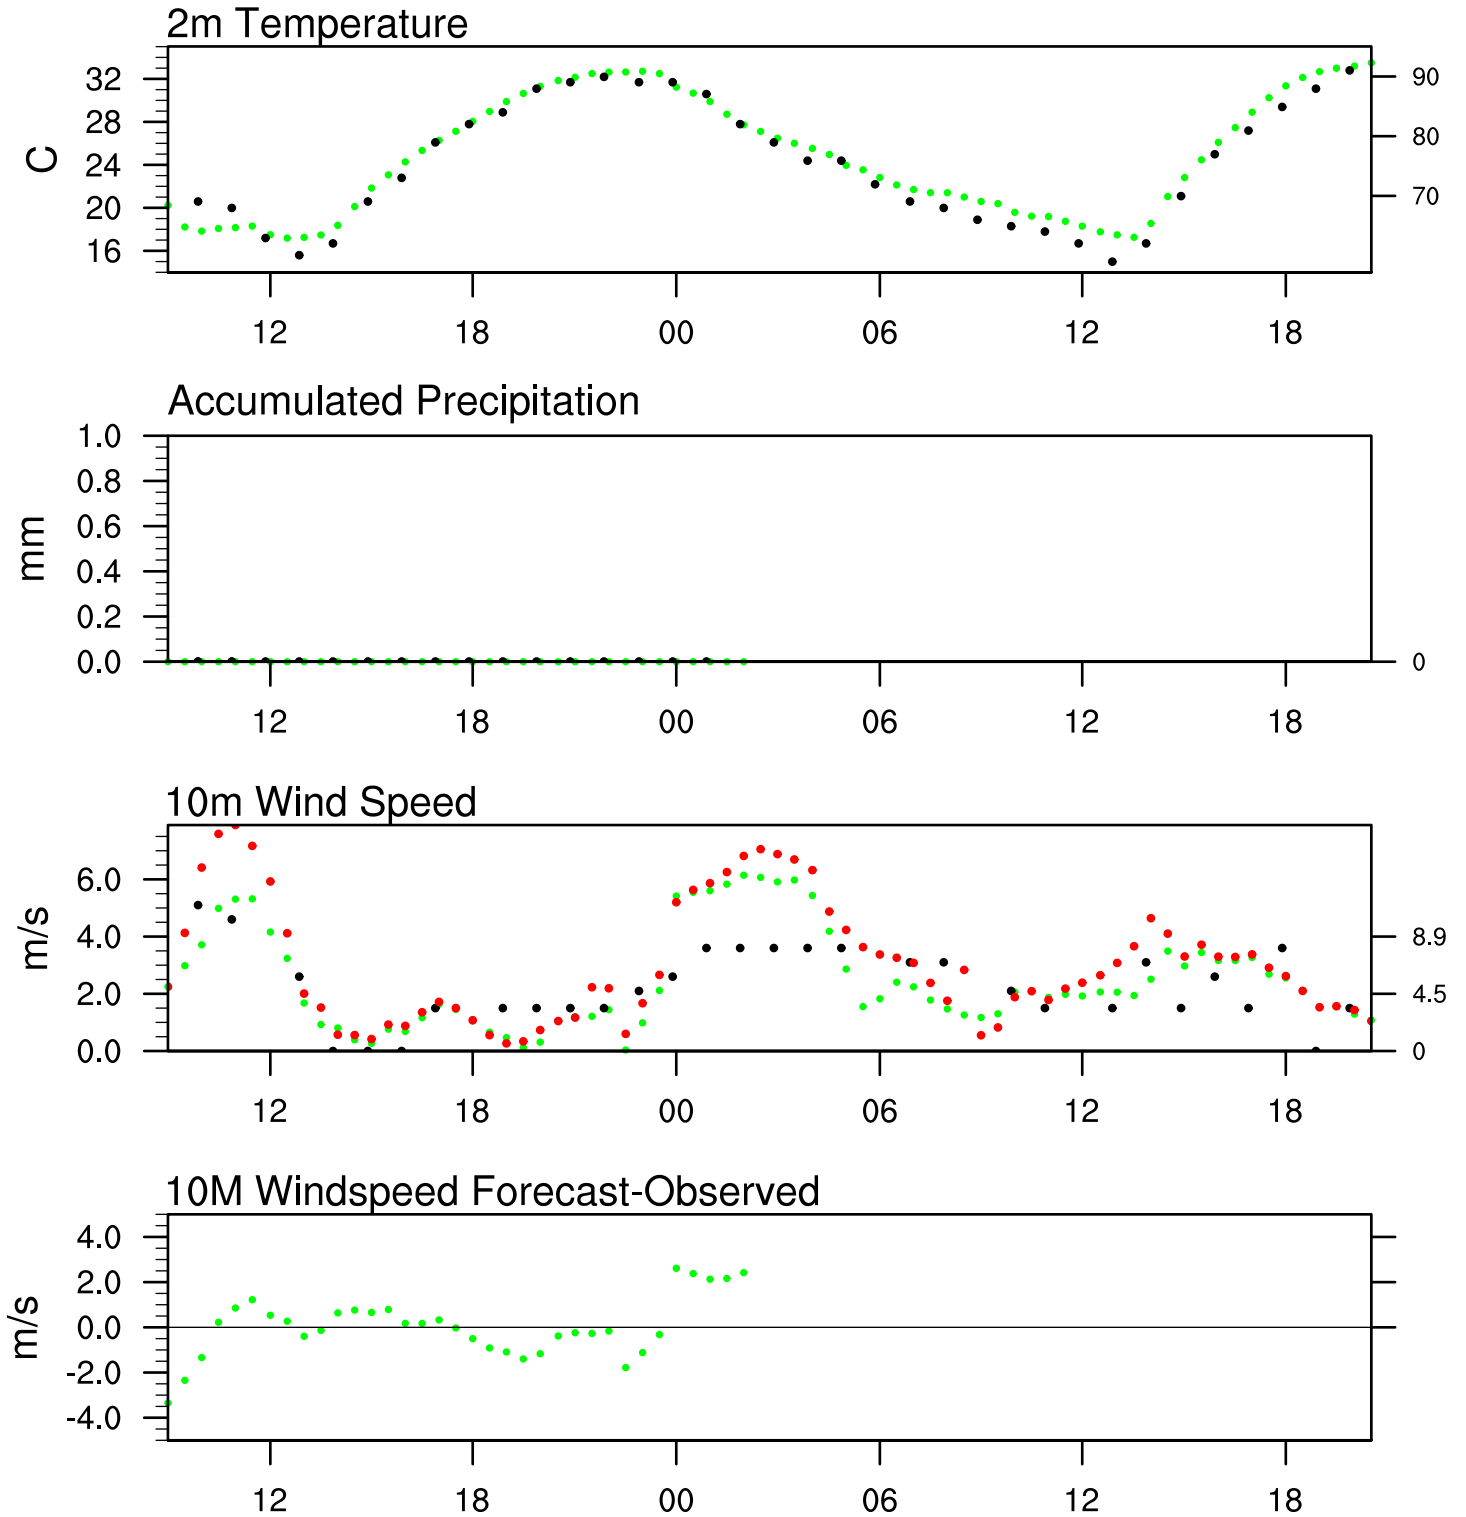 2m Temperature
32
28
24
20
16
C
90
80
70
12 18 00 06 12 18
Accumulated Precipitation
1.0
0.8
0.6
0.4
0.2
0.0
mm
0
12 18 00 06 12 18
10m Wind Speed
6.0
4.0
2.0
0.0
m/s
8.9
4.5
0
12 18 00 06 12 18
10M Windspeed Forecast-Observed
4.0
2.0
0.0
-2.0
-4.0
m/s
12 18 00 06 12 18